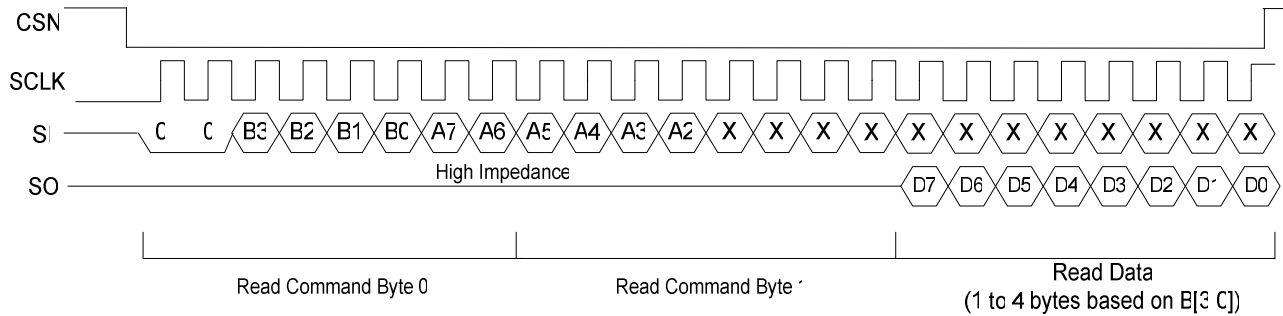 CSN
SCLK
SI 0 0 B3 B2 B1 B0 A7 A6 A5 A4 A3 A2 X X X X X X X X X X X X
High Impedance
SO D7 D6 D5 D4 D3 D2 D1 D0
Read Command Byte 0 Read Command Byte 1 Read Data
(1 to 4 bytes based on B[3:0])